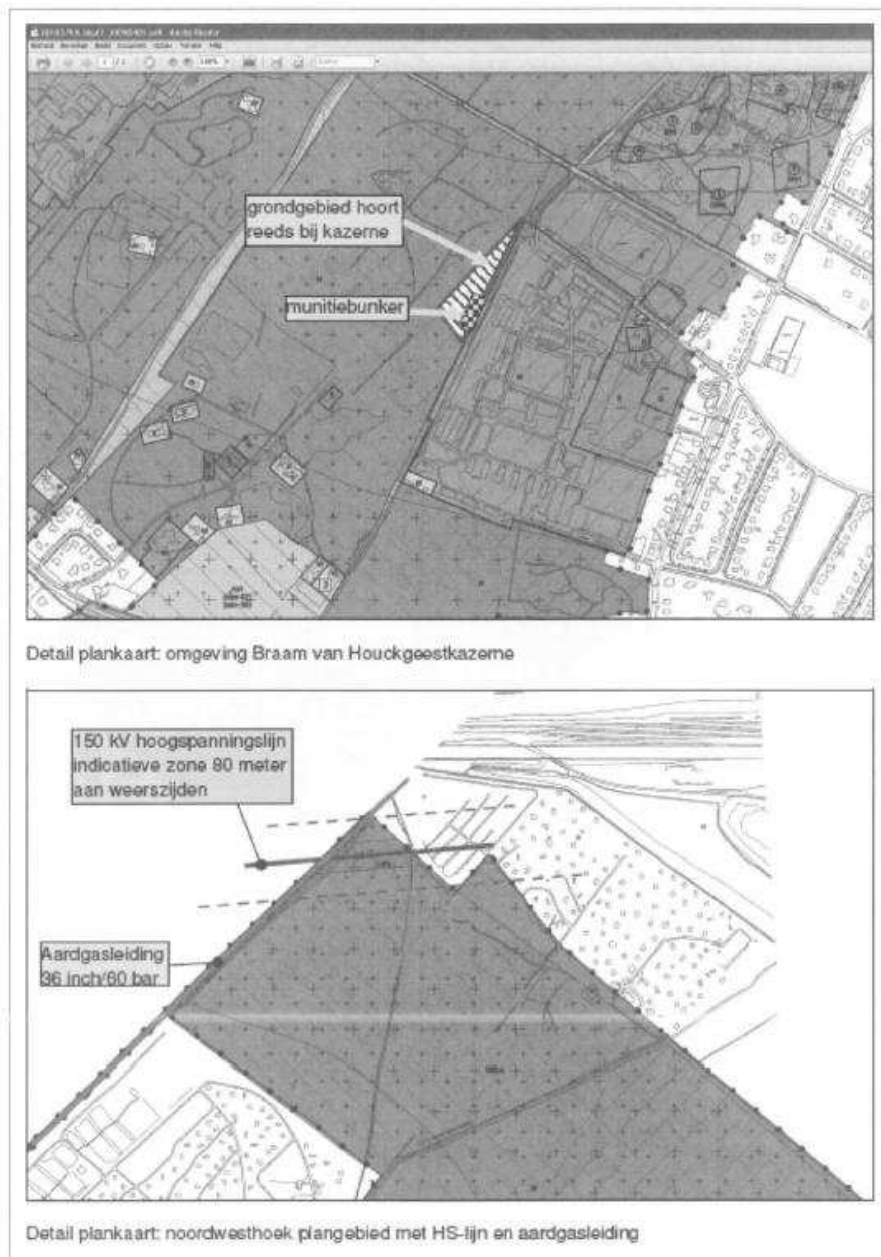 grondgebied hoort
reeds bij kazerne
munitiebunker
Detail plankaart: omgeving Braam van Houckgeestkazerne
150 kV hoogspanningslijn
indicatieve zone 80 meter
aan weerszijden
Aardgasleiding
36 inch/60 bar
Detail plankaart: noordwesthoek plangebied met HS-lijn en aardgasleiding